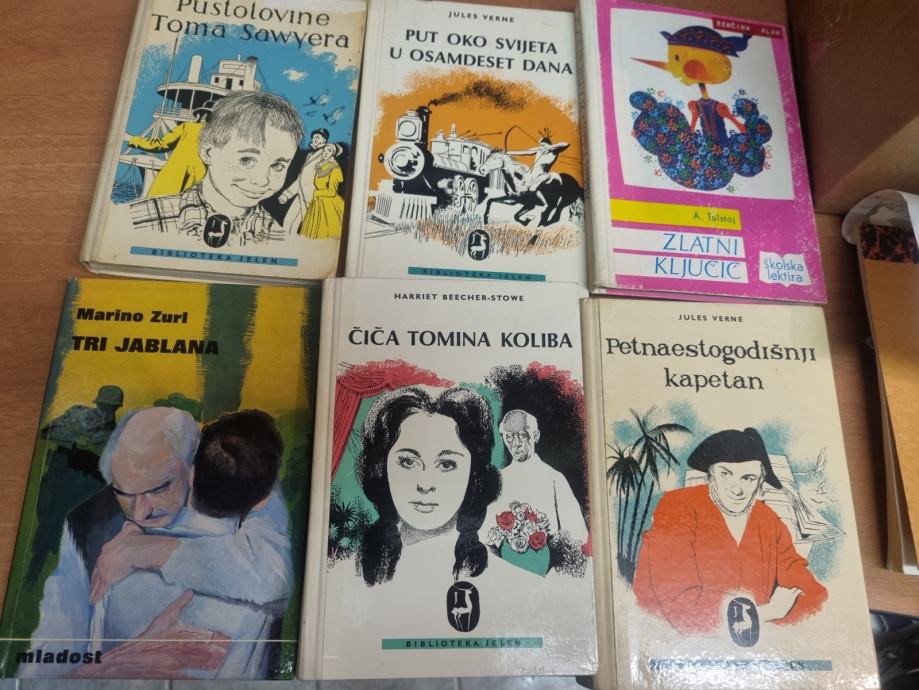 Pustolovine
Toma Sawyera
BIBLIOTEKA JELEN
JULES VERNE
PUT OKO SVIJETA
U OSAMDESET DANA
BIBLIOTEKA JELEN
A. Tolstoj
ZLATNI
KLJUČIĆ
školska
lektira
Marino Zurl
TRI JABLANA
mladost
HARRIET BEECHER-STOWE
ČIČA TOMINA KOLIBA
BIBLIOTEKA JELEN
JULES VERNE
Petnaestogodišnji
kapetan